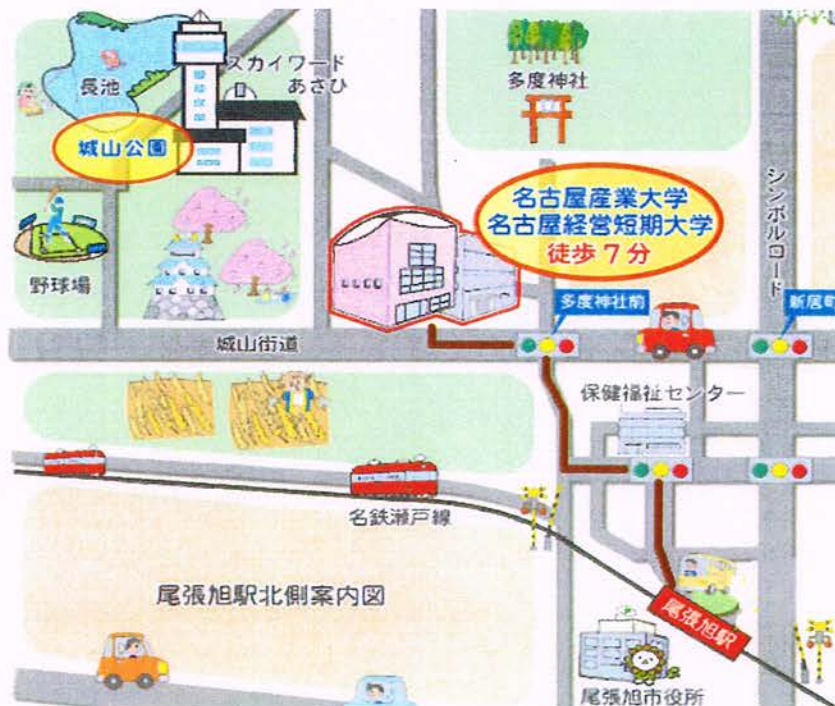 長池
スカイワード
あさひ
多度神社
城山公園
名古屋産業大学
名古屋経営短期大学
徒歩7分
シンボルロード
野球場
多度神社前
新居
城山街道
保健福祉センター
名鉄瀬戸線
尾張旭駅北側案内図
尾張旭駅
尾張旭市役所